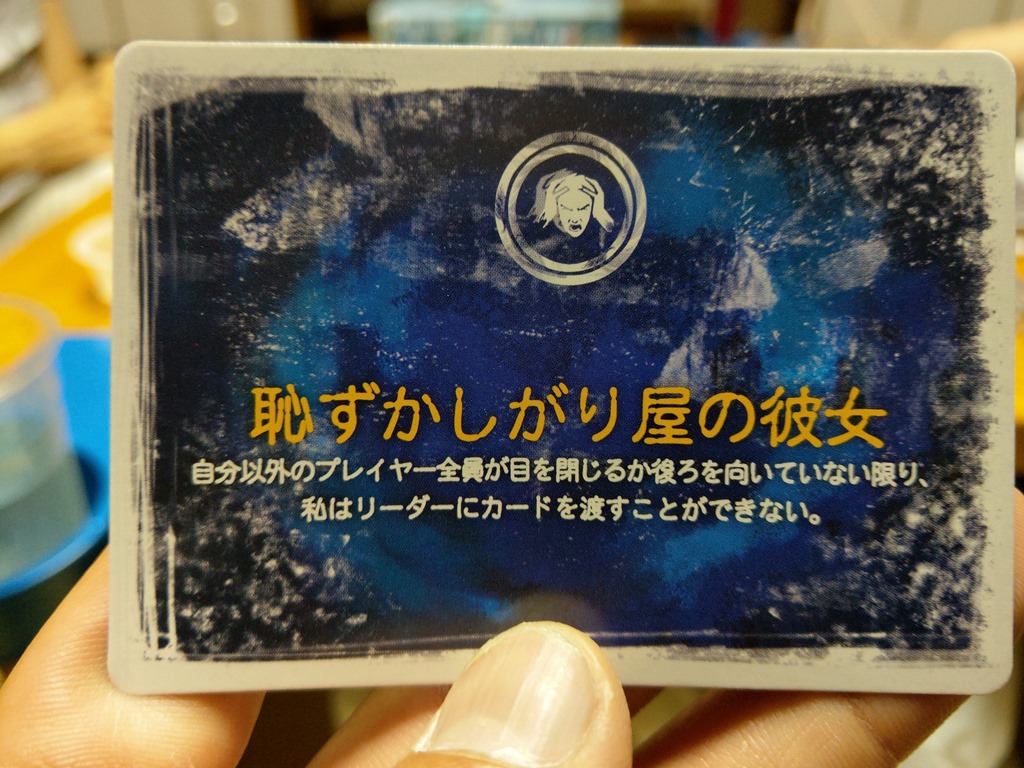 恥ずかしがり屋の彼女
自分以外のプレイヤー全員が目を閉じるか後ろを向いていない限り、
私はリーダーにカードを渡すことができない。